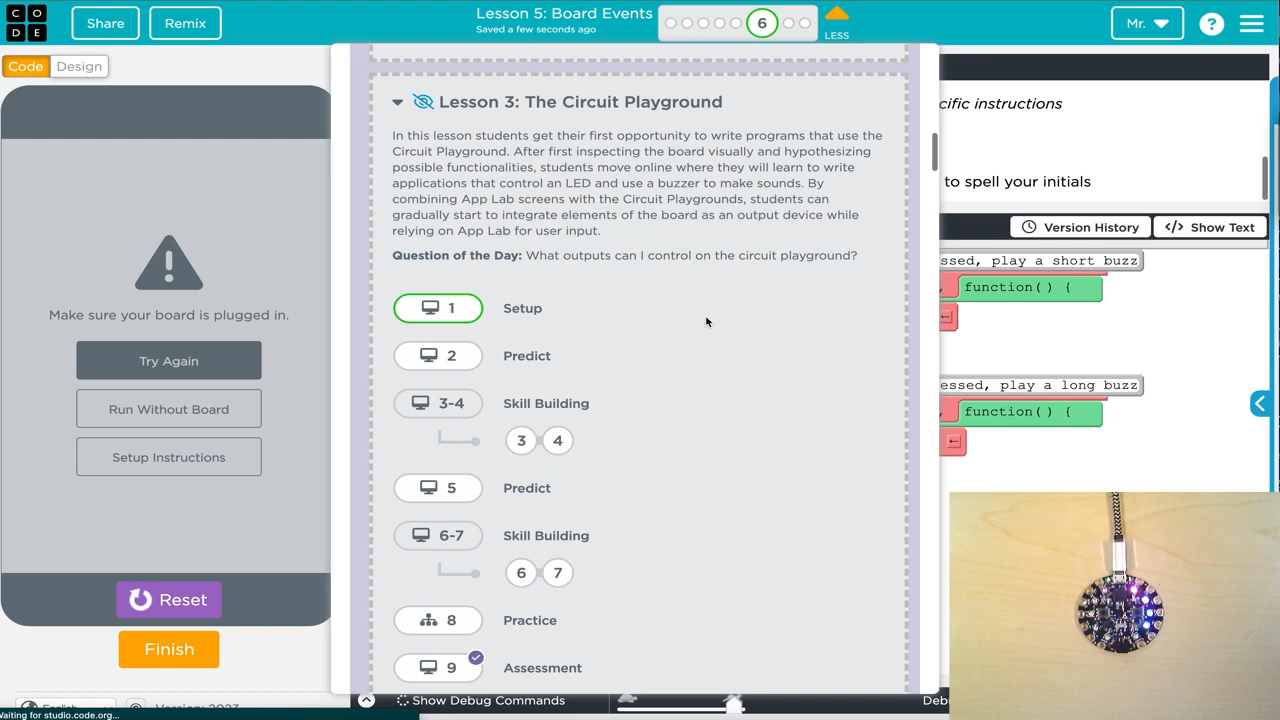 CODE
Share
Remix
Lesson 5: Board Events
Saved a few seconds ago
6
LESS
Mr.
?
Code
Design
Make sure your board is plugged in.
Try Again
Run Without Board
Setup Instructions
Reset
Finish
English
Version: 2023
Waiting for studio.code.org...
Lesson 3: The Circuit Playground
In this lesson students get their first opportunity to write programs that use the
Circuit Playground. After first inspecting the board visually and hypothesizing
possible functionalities, students move online where they will learn to write
applications that control an LED and use a buzzer to make sounds. By
combining App Lab screens with the Circuit Playgrounds, students can
gradually start to integrate elements of the board as an output device while
relying on App Lab for user input.
Question of the Day: What outputs can I control on the circuit playground?
1 Setup
2 Predict
3-4 Skill Building
3 4
5 Predict
6-7 Skill Building
6 7
8 Practice
9 Assessment
cific instructions
to spell your initials
Version History
</> Show Text
ssed, play a short buzz
function() {
essed, play a long buzz
function() {
Show Debug Commands
Deb